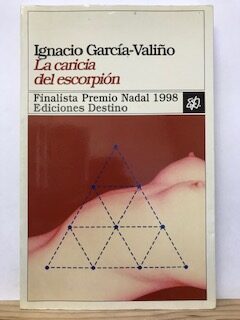 Ignacio García-Valiño
La caricia
del escorpión
Finalista Premio Nadal 1998
Ediciones Destino